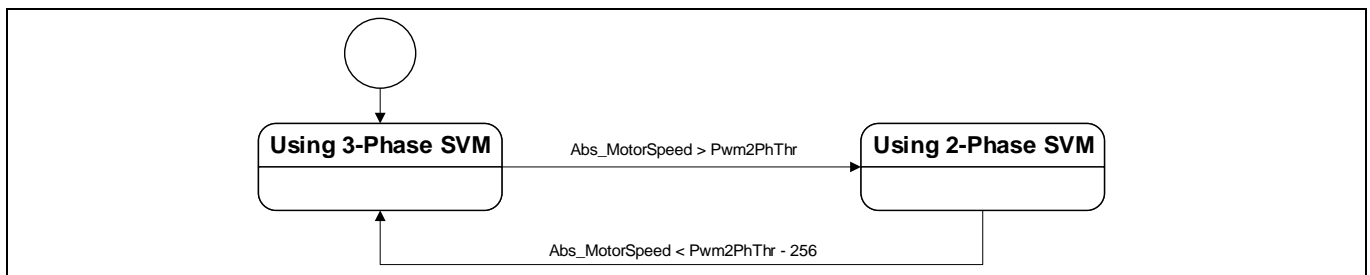 Using 3-Phase SVM
Abs_MotorSpeed > Pwm2PhThr
Using 2-Phase SVM
Abs_MotorSpeed < Pwm2PhThr - 256